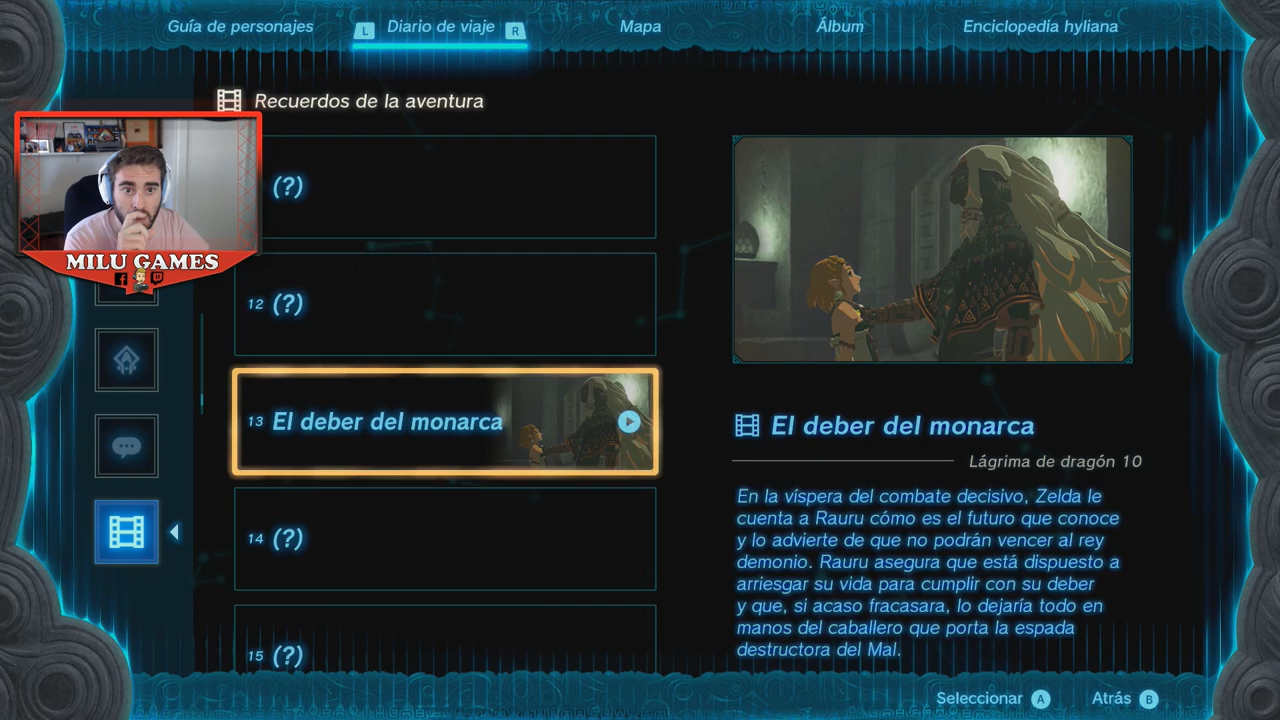 Guía de personajes
L
Diario de viaje
R
Mapa
Álbum
Enciclopedia hyliana
Recuerdos de la aventura
MILU GAMES
(?)
12 (?)
13 El deber del monarca
14 (?)
15 (?)
El deber del monarca
Lágrima de dragón 10
En la víspera del combate decisivo, Zelda le
cuenta a Rauru cómo es el futuro que conoce
y lo advierte de que no podrán vencer al rey
demonio. Rauru asegura que está dispuesto a
arriesgar su vida para cumplir con su deber
y que, si acaso fracasara, lo dejaría todo en
manos del caballero que porta la espada
destructora del Mal.
Seleccionar A
Atrás B